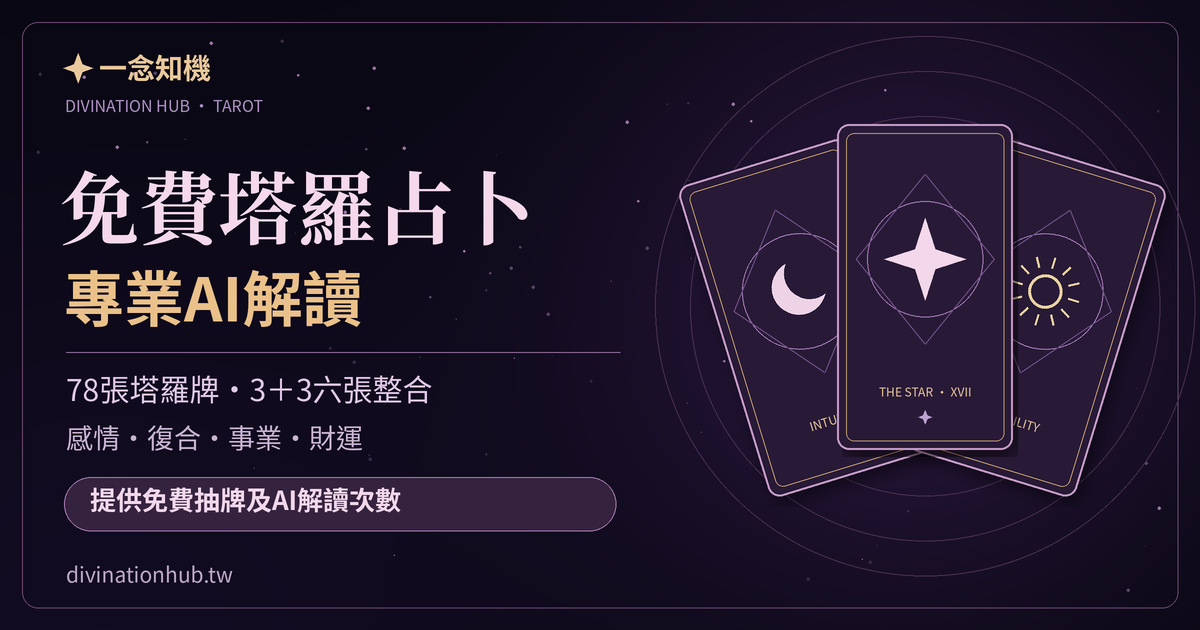 一念知機
DIVINATION HUB • TAROT
免費塔羅占卜
專業AI解讀
78張塔羅牌・3＋3六張整合
感情・復合・事業・財運
提供免費抽牌及AI解讀次數
divinationhub.tw
THE STAR • XVII
INTU
ILITY